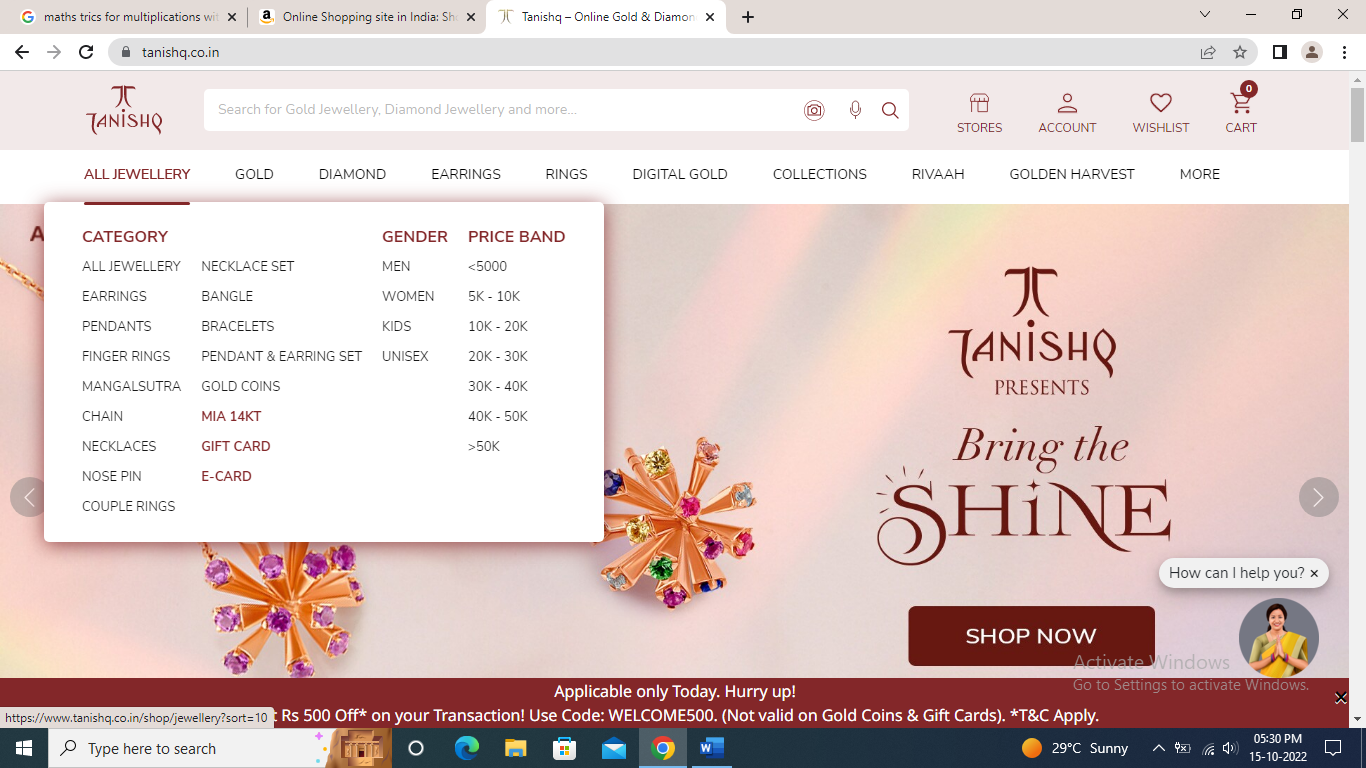 maths trics for multiplications wi
Online Shopping site in India: Sh
Tanishq – Online Gold & Diamon
tanishq.co.in
TANISHQ
Search for Gold Jewellery, Diamond Jewellery and more...
STORES
ACCOUNT
WISHLIST
0
CART
ALL JEWELLERY GOLD DIAMOND EARRINGS RINGS DIGITAL GOLD COLLECTIONS RIVAAH GOLDEN HARVEST MORE
A
CATEGORY GENDER PRICE BAND
ALL JEWELLERY NECKLACE SET MEN <5000
EARRINGS BANGLE WOMEN 5K - 10K
PENDANTS BRACELETS KIDS 10K - 20K
FINGER RINGS PENDANT & EARRING SET UNISEX 20K - 30K
MANGALSUTRA GOLD COINS 30K - 40K
CHAIN MIA 14KT 40K - 50K
NECKLACES GIFT CARD >50K
NOSE PIN E-CARD
COUPLE RINGS
TANISHQ
PRESENTS
Bring the
SHiNE
How can I help you? ×
SHOP NOW
Activate Windows
Go to Settings to activate Windows.
Applicable only Today. Hurry up!
t Rs 500 Off* on your Transaction! Use Code: WELCOME500. (Not valid on Gold Coins & Gift Cards). *T&C Apply.
https://www.tanishq.co.in/shop/jewellery?sort=10
Type here to search
29°C Sunny
05:30 PM
15-10-2022